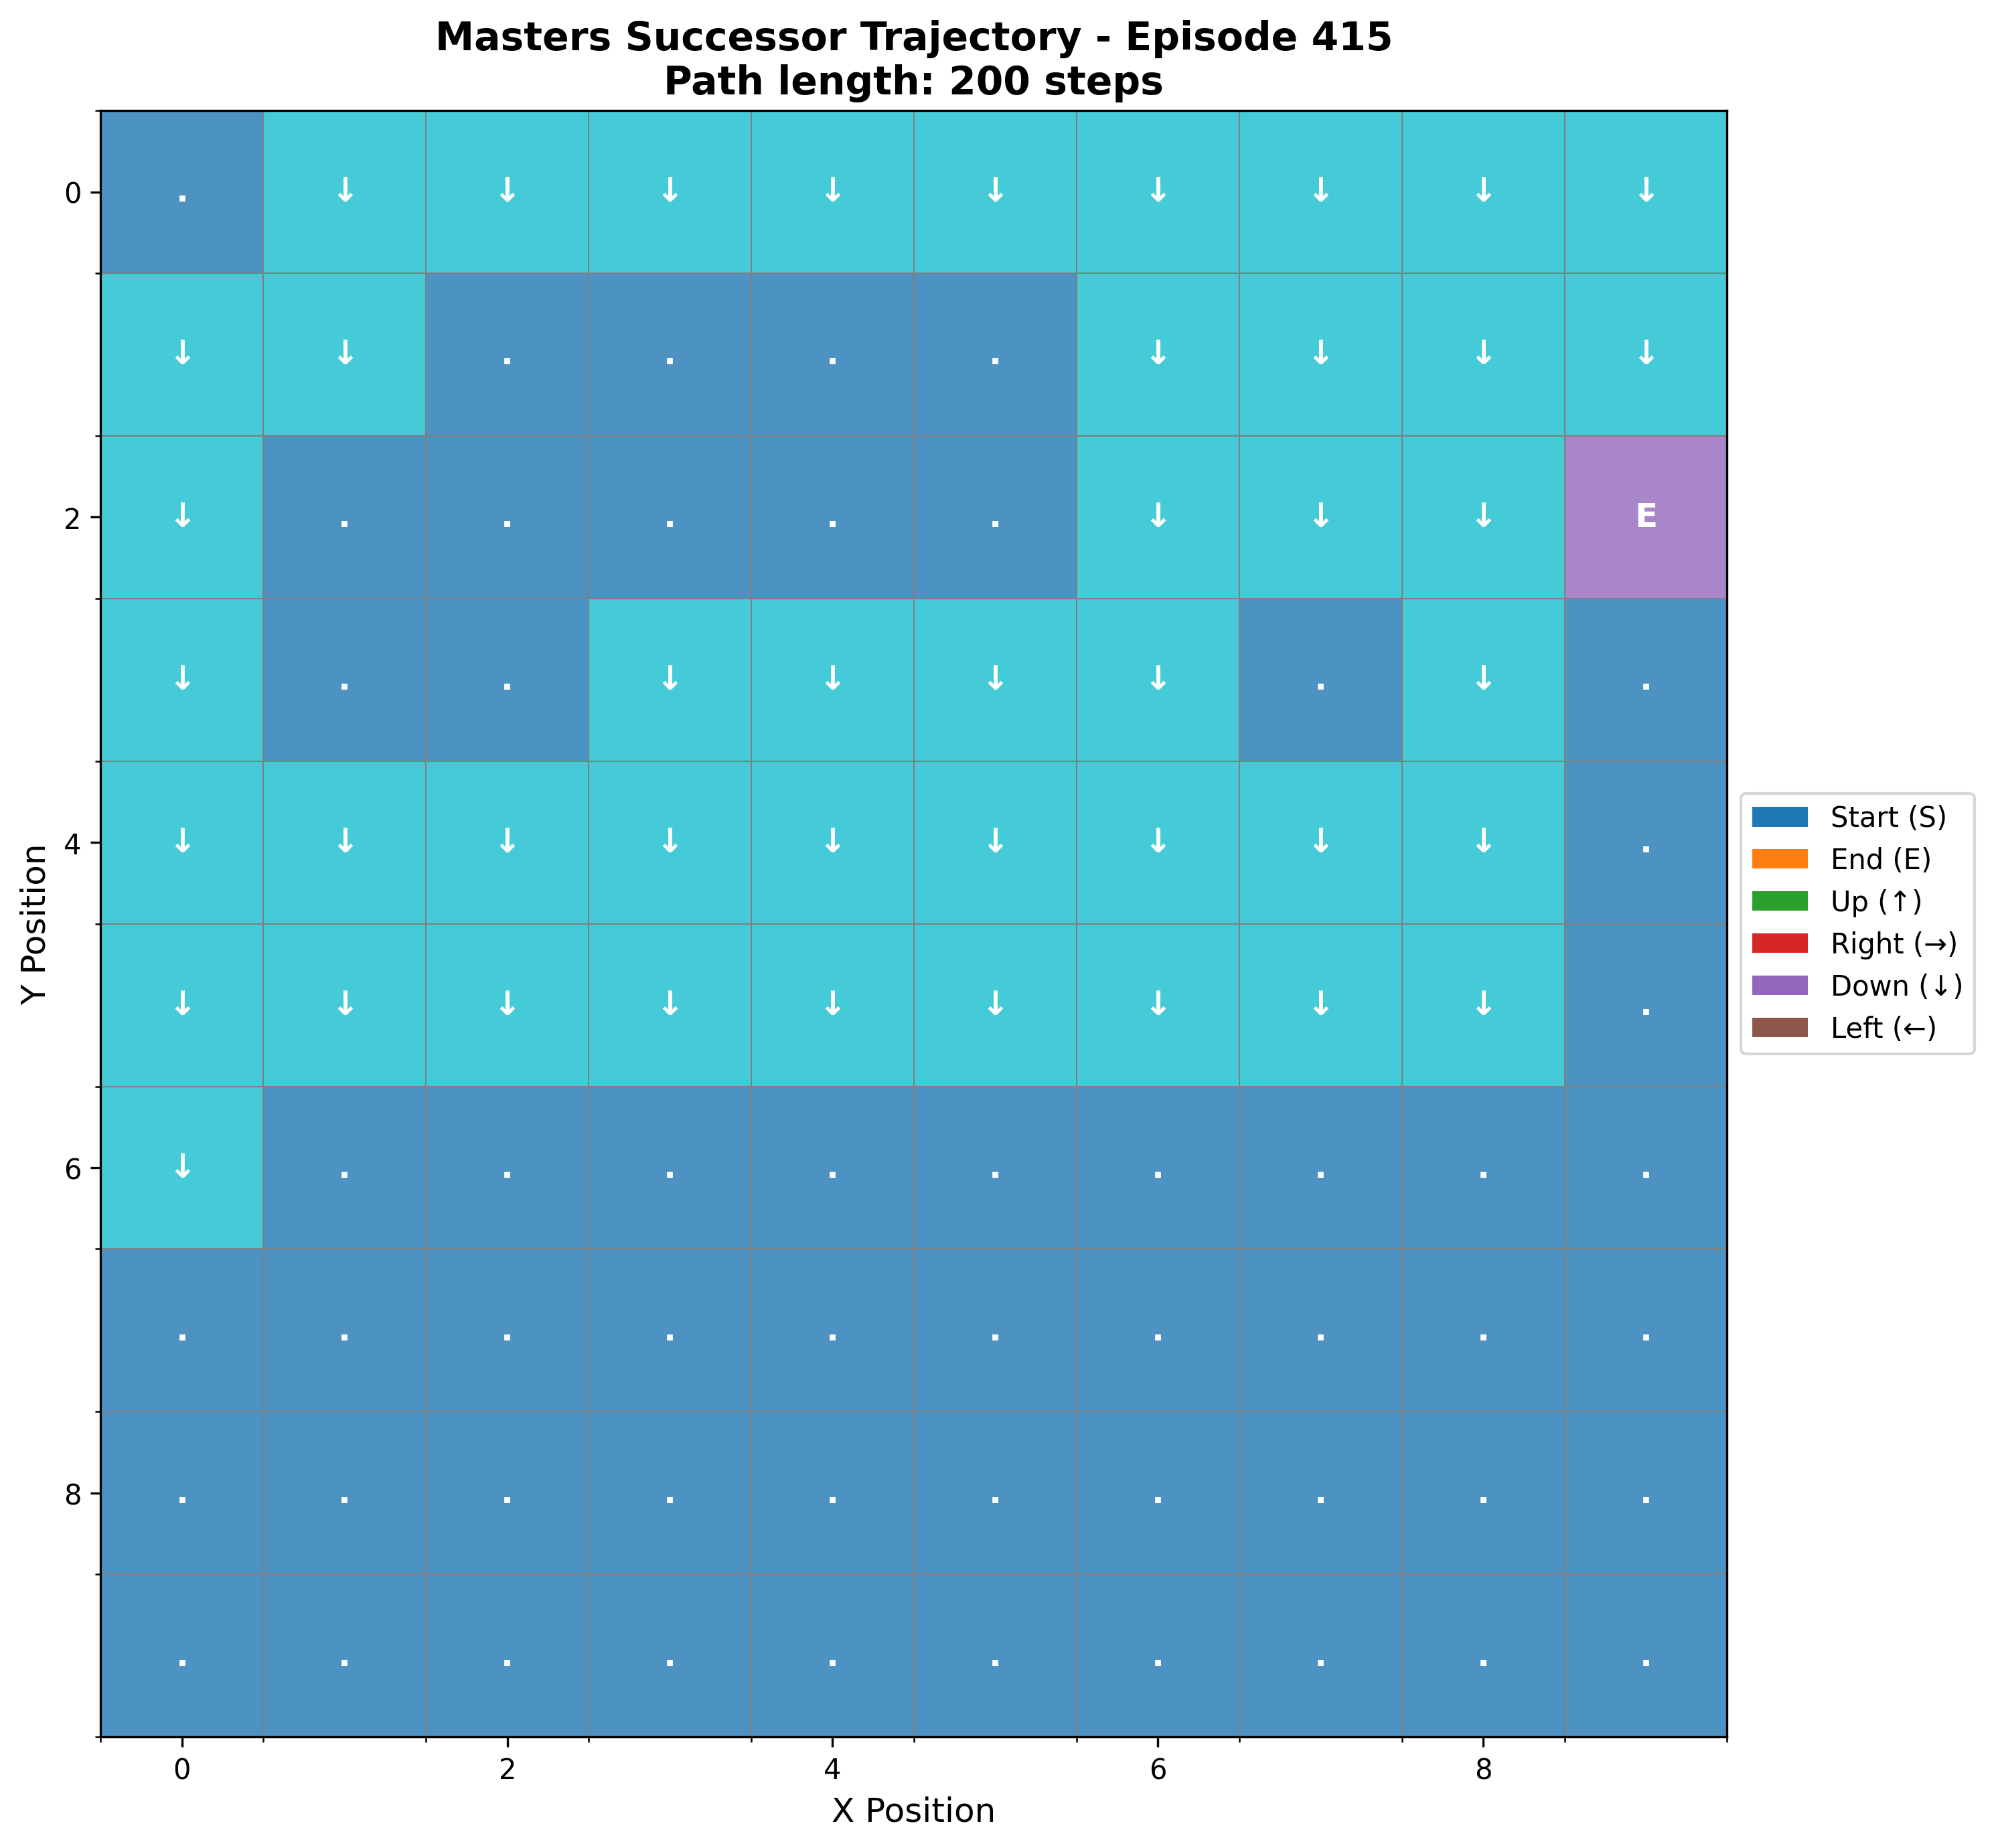 Masters Successor Trajectory - Episode 415
Path length: 200 steps
0 . ↓ ↓ ↓ ↓ ↓ ↓ ↓ ↓ ↓
↓ ↓ . . . . ↓ ↓ ↓ ↓
2 ↓ . . . . . ↓ ↓ ↓ E
↓ . . ↓ ↓ ↓ ↓ . ↓ .
4 ↓ ↓ ↓ ↓ ↓ ↓ ↓ ↓ ↓ .
↓ ↓ ↓ ↓ ↓ ↓ ↓ ↓ ↓ .
6 ↓ . . . . . . . . .
. . . . . . . . . .
8 . . . . . . . . . .
. . . . . . . . . .
0 2 4 6 8
X Position
Y Position
Start (S)
End (E)
Up (↑)
Right (→)
Down (↓)
Left (←)